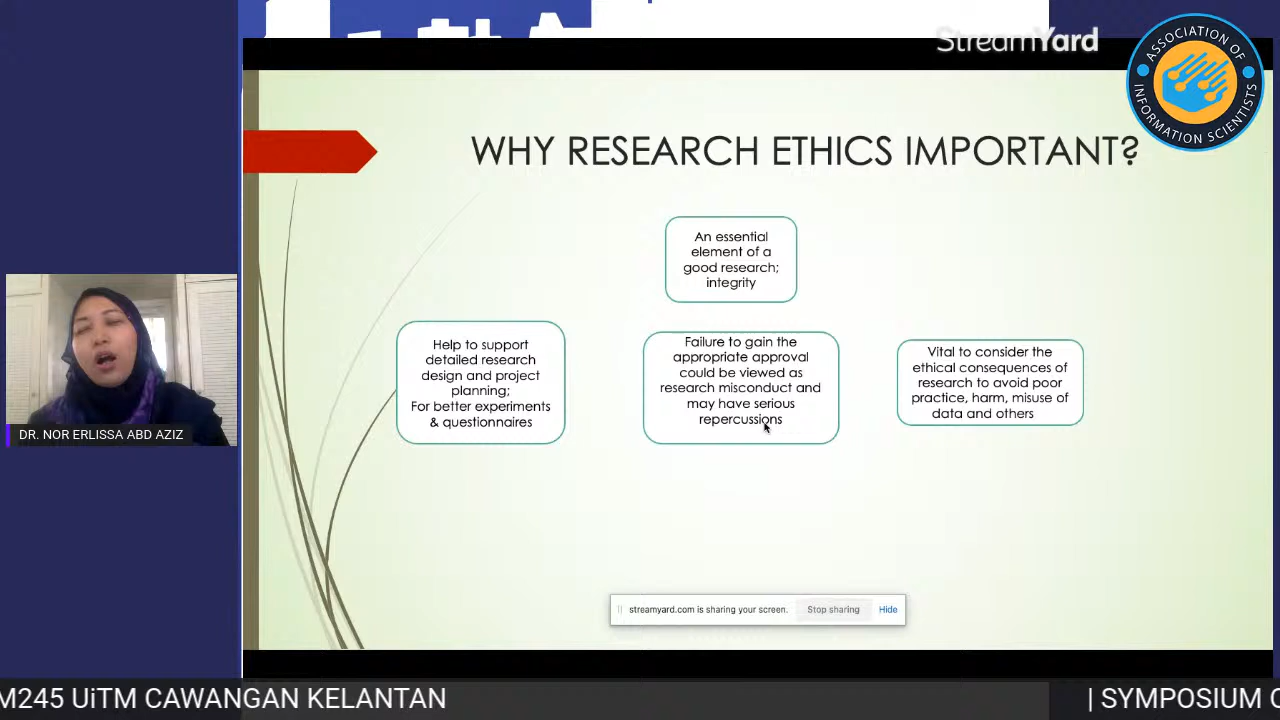 StreamYard
ASSOCIATION OF
INFORMATION SCIENTISTS
WHY RESEARCH ETHICS IMPORTANT?
An essential
element of a
good research;
integrity
Help to support
detailed research
design and project
planning;
For better experiments
& questionnaires
Failure to gain the
appropriate approval
could be viewed as
research misconduct and
may have serious
repercussions
Vital to consider the
ethical consequences of
research to avoid poor
practice, harm, misuse of
data and others
DR. NOR ERLISSA ABD AZIZ
streamyard.com is sharing your screen.
Stop sharing
Hide
M245 UiTM CAWANGAN KELANTAN
| SYMPOSIUM